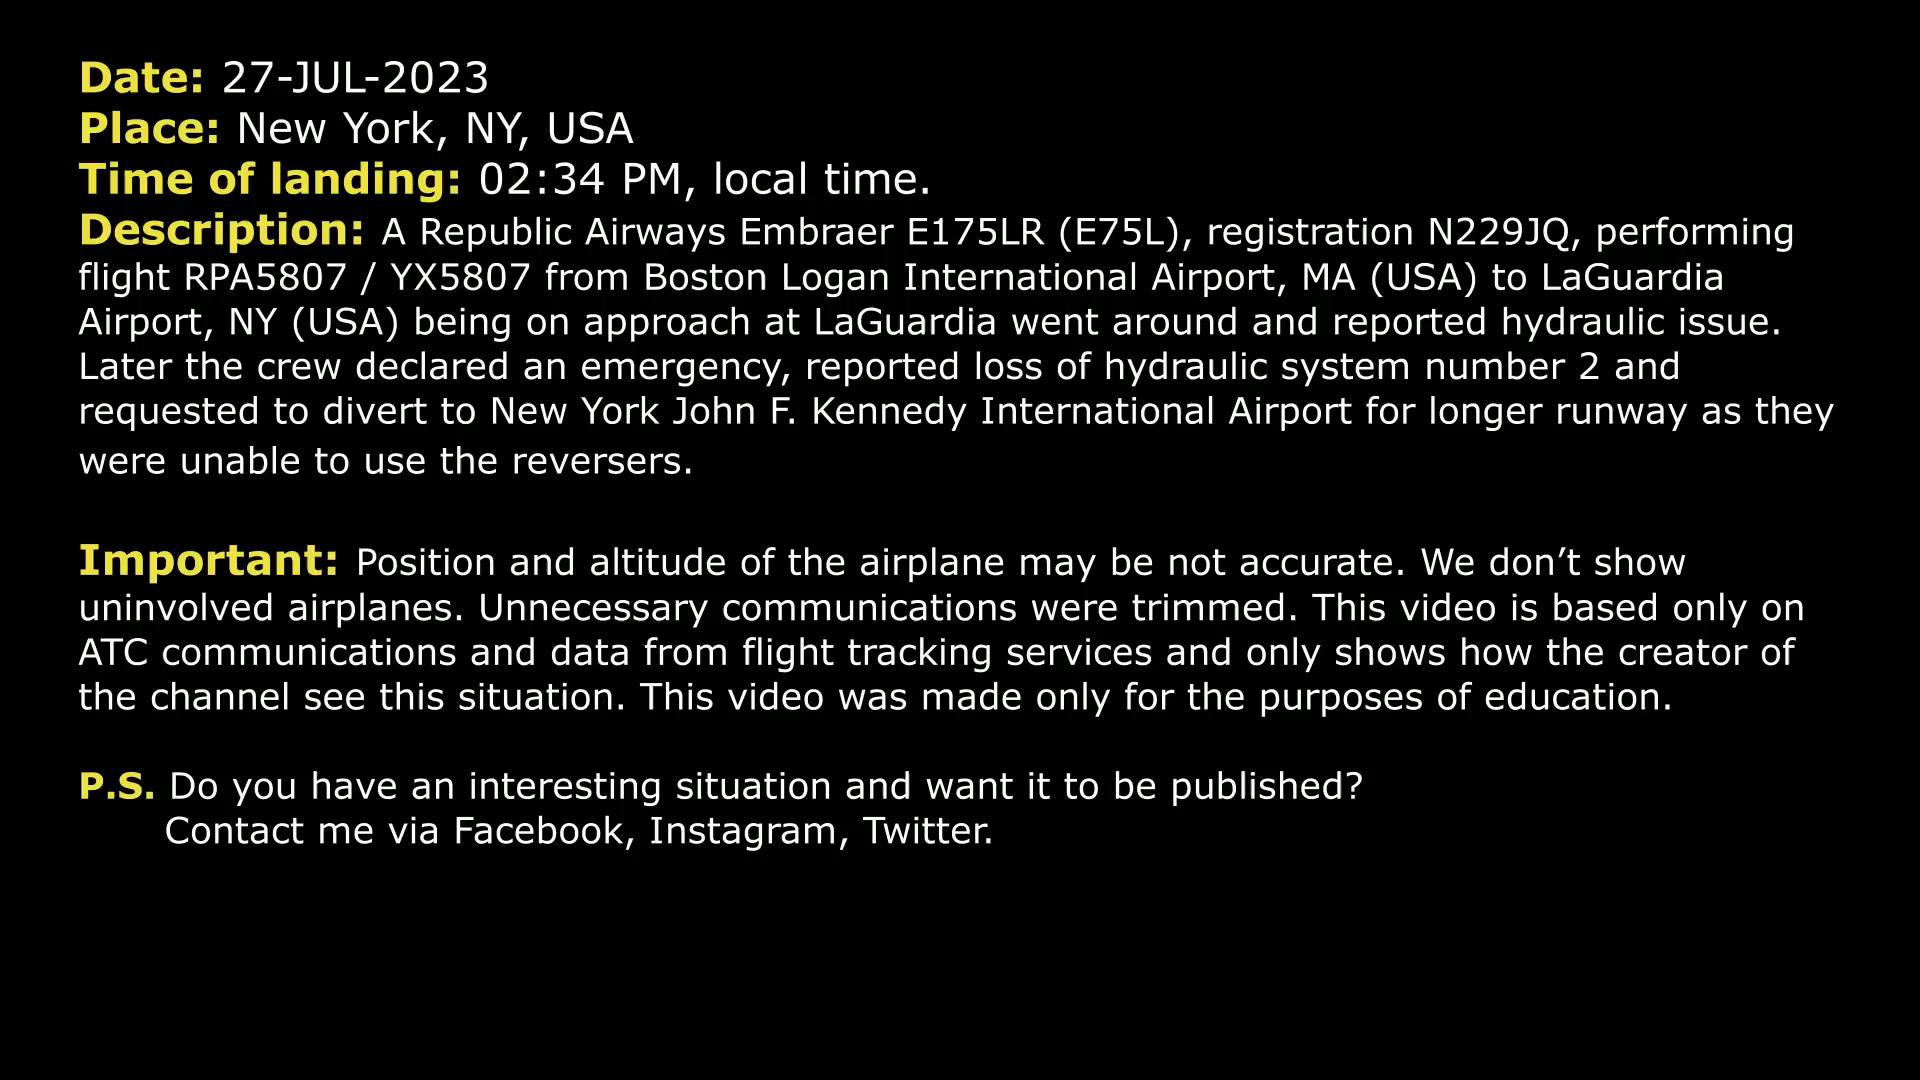 Date: 27-JUL-2023
Place: New York, NY, USA
Time of landing: 02:34 PM, local time.
Description: A Republic Airways Embraer E175LR (E75L), registration N229JQ, performing
flight RPA5807 / YX5807 from Boston Logan International Airport, MA (USA) to LaGuardia
Airport, NY (USA) being on approach at LaGuardia went around and reported hydraulic issue.
Later the crew declared an emergency, reported loss of hydraulic system number 2 and
requested to divert to New York John F. Kennedy International Airport for longer runway as they
were unable to use the reversers.
Important: Position and altitude of the airplane may be not accurate. We don’t show
uninvolved airplanes. Unnecessary communications were trimmed. This video is based only on
ATC communications and data from flight tracking services and only shows how the creator of
the channel see this situation. This video was made only for the purposes of education.
P.S. Do you have an interesting situation and want it to be published?
Contact me via Facebook, Instagram, Twitter.